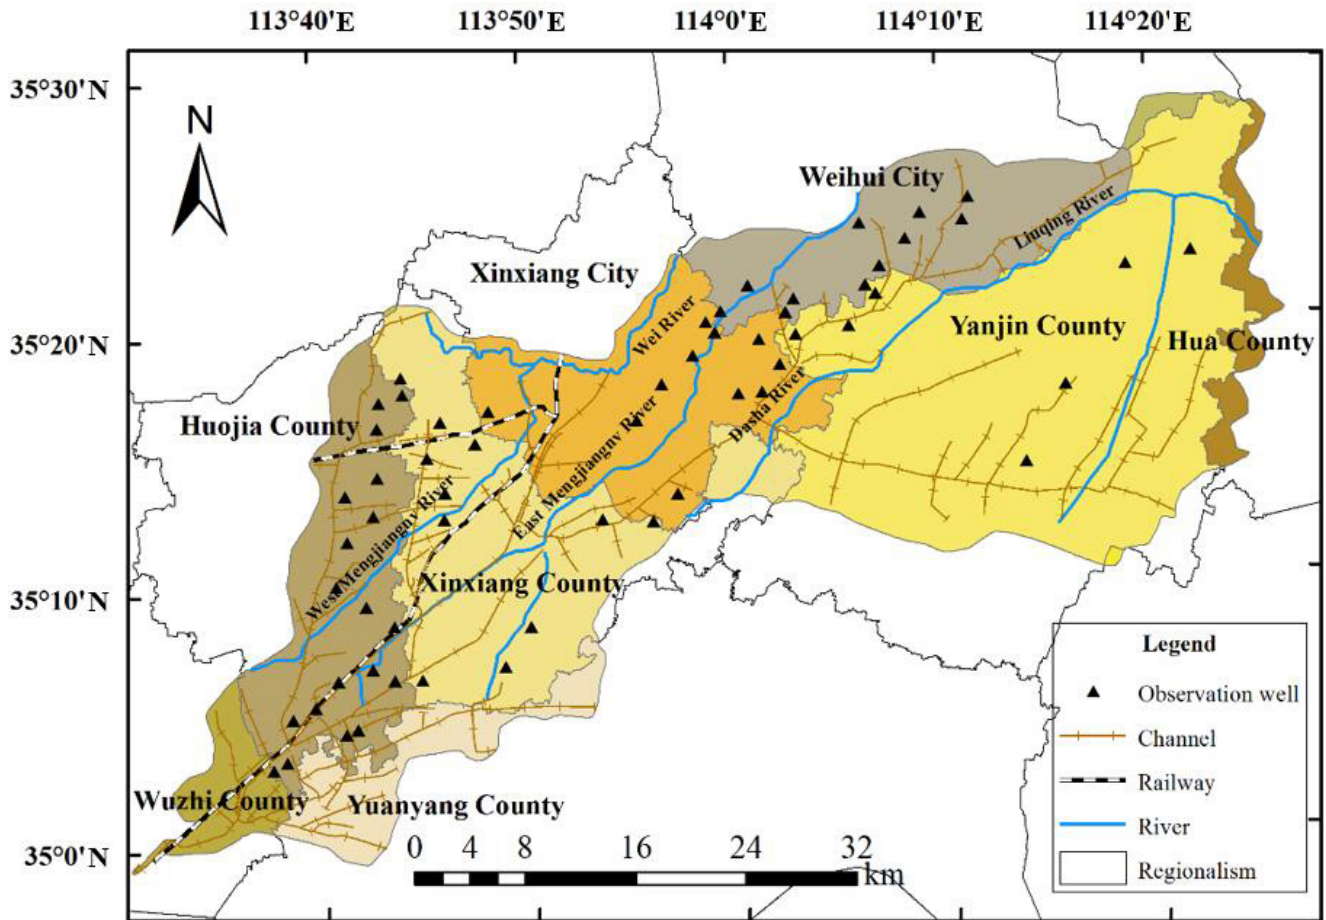 113°40'E 113°50'E 114°0'E 114°10'E 114°20'E
35°30'N
N
Weihui City
Liuqing River
Xinxiang City
Wei River
Yanjin County
Hua County
35°20'N
Huojia County
Dasha River
East Mengjiangnv River
West Mengjiangnv River
Xinxiang County
35°10'N
Legend
Observation well
Channel
Railway
River
Regionalism
Wuzhi County
Yuanyang County
35°0'N
0 4 8 16 24 32
km